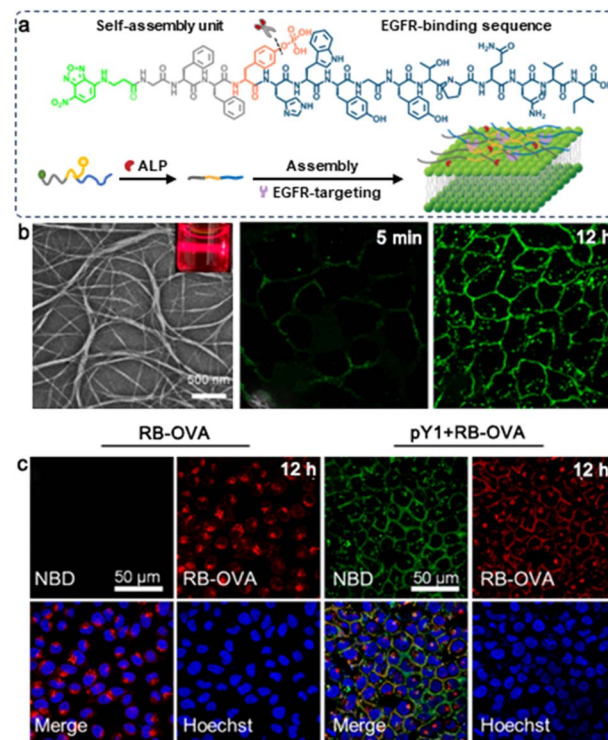 a
Self-assembly unit
EGFR-binding sequence
ALP
Assembly
EGFR-targeting
b
500 nm
5 min
12 h
RB-OVA
pY1+RB-OVA
c
12 h
12 h
NBD
50 µm
RB-OVA
NBD
50 µm
RB-OVA
Merge
Hoechst
Merge
Hoechst